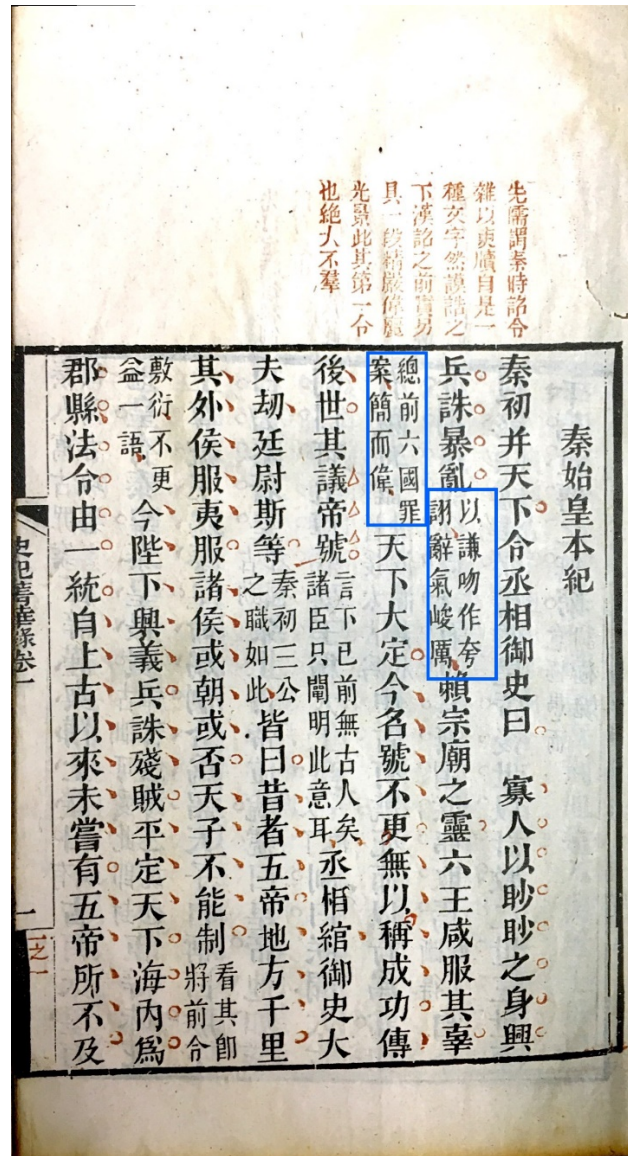 先儒謂秦時詔令
雜以吏牘自是一
種文字然謨誥之
下漢詔之前實另
具一段精嚴偉麗
光景此其第一令
也絕大不羣
秦始皇本紀
秦初并天下令丞相御史曰　寡人以眇眇之身興
兵誅暴亂以謙吻作夸詡辭氣峻厲賴宗廟之靈六王咸服其辜
總前六國罪案簡而偉天下大定今名號不更無以稱成功傳
後世其議帝號言下已前無古人矣諸臣只闡明此意耳丞相綰御史大
夫劫廷尉斯等秦初三公之職如此皆曰昔者五帝地方千里
其外侯服夷服諸侯或朝或否天子不能制看其卽將前令
敷衍不更益一語今陛下興義兵誅殘賊平定天下海內爲
郡縣法令由一統自上古以來未嘗有五帝所不及
史記菁華錄卷一
一
之一